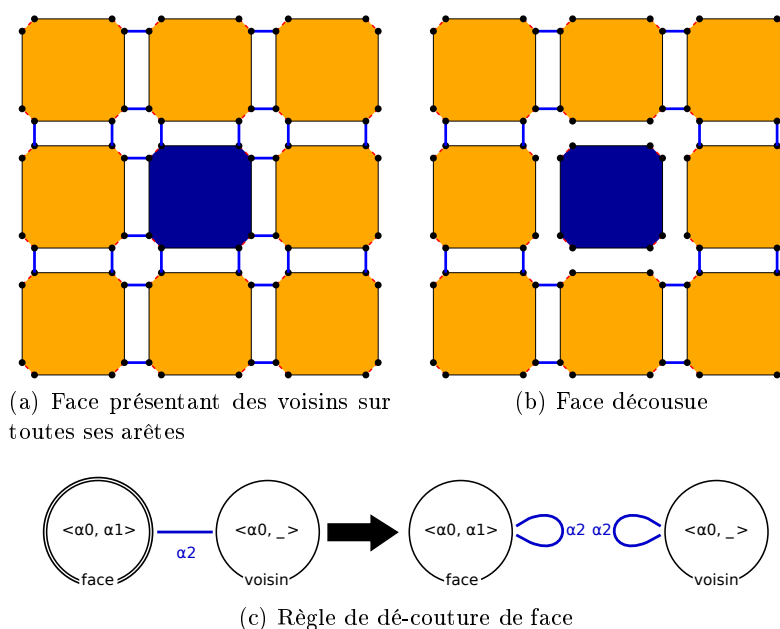 (a) Face présentant des voisins sur
toutes ses arêtes
(b) Face décousue
<α0, α1>
face
α2
<α0, _>
voisin
<α0, α1>
face
α2 α2
<α0, _>
voisin
(c) Règle de dé-couture de face